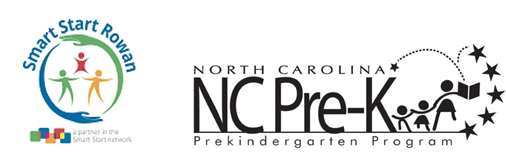 Smart Start Rowan
a partner in the
Smart Start network
NORTH CAROLINA
NC Pre-K
Prekindergarten Program